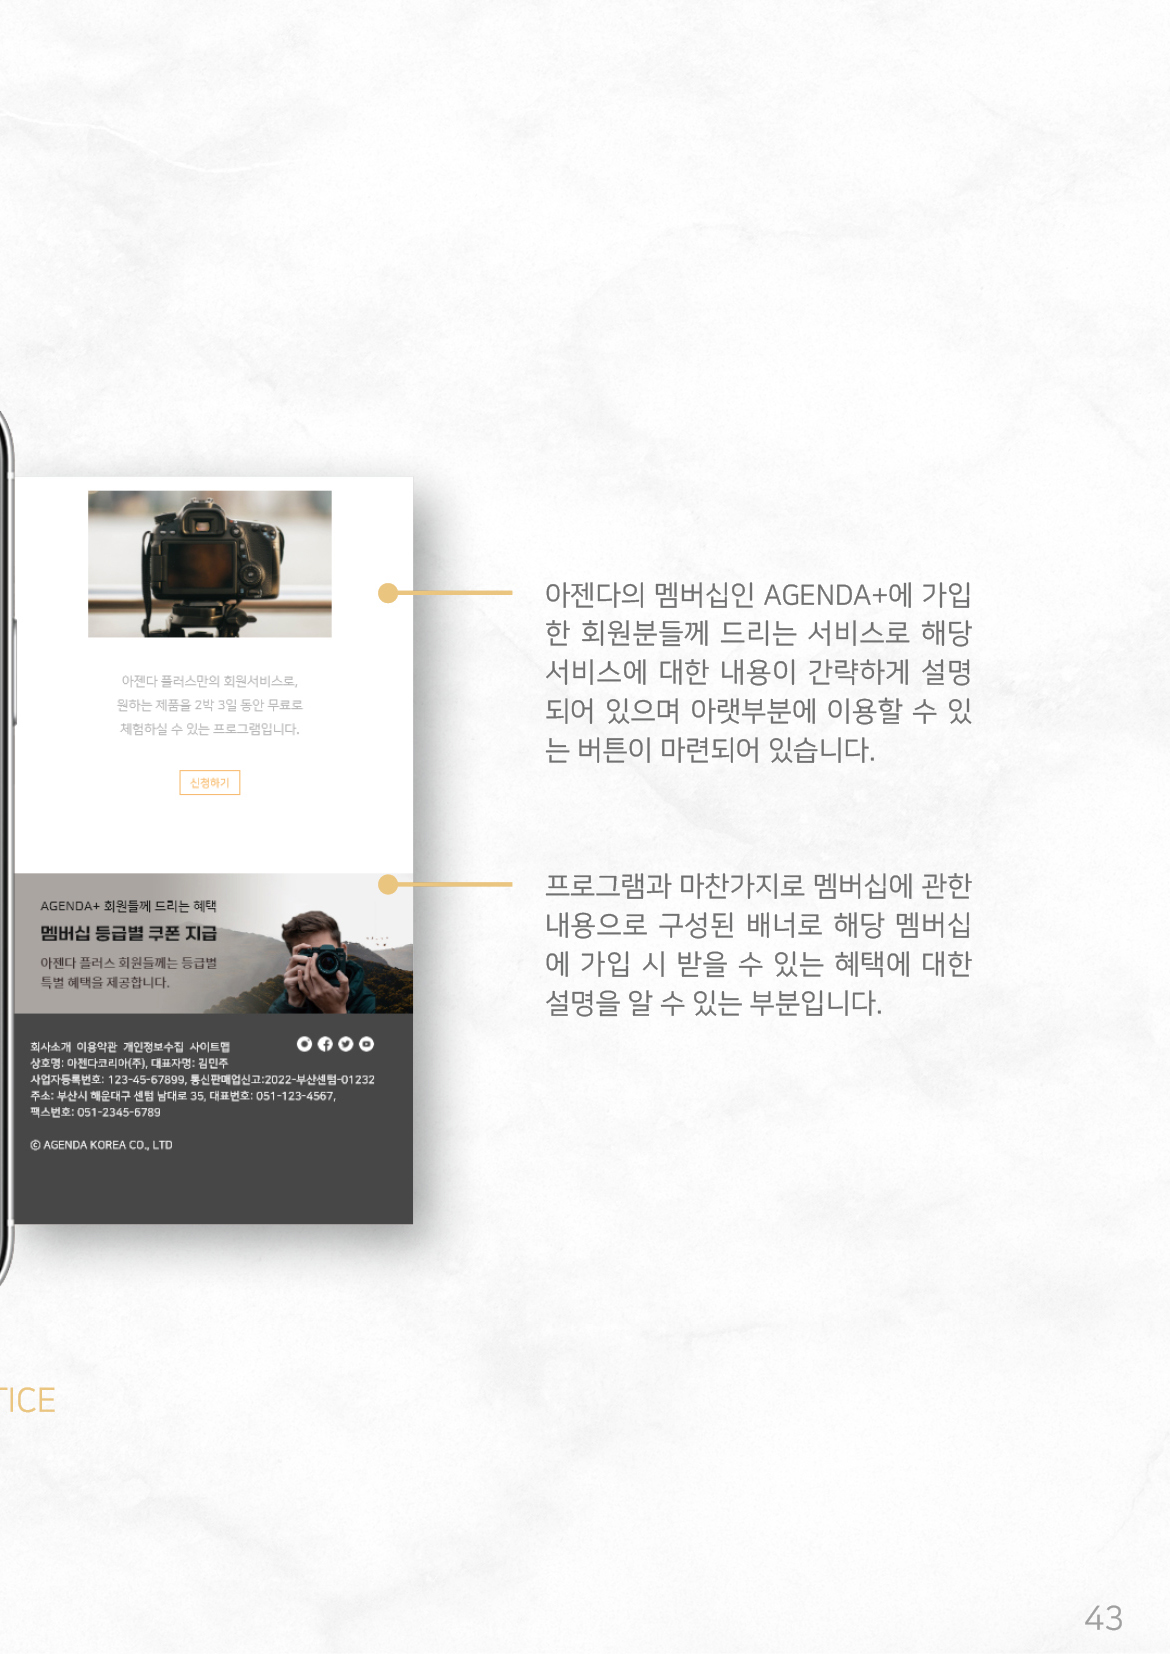 아젠다 플러스만의 회원서비스로,
원하는 제품을 2박 3일 동안 무료로
체험하실 수 있는 프로그램입니다.
신청하기
AGENDA+ 회원들께 드리는 혜택
멤버십 등급별 쿠폰 지급
아젠다 플러스 회원들께는 등급별
특별 혜택을 제공합니다.
회사소개 이용약관 개인정보수집 사이트맵
상호명: 아젠다코리아(주), 대표자명: 김민주
사업자등록번호: 123-45-67899, 통신판매업신고:2022-부산센텀-01232
주소: 부산시 해운대구 센텀 남대로 35, 대표번호: 051-123-4567,
팩스번호: 051-2345-6789
© AGENDA KOREA CO., LTD
아젠다의 멤버십인 AGENDA+에 가입
한 회원분들께 드리는 서비스로 해당
서비스에 대한 내용이 간략하게 설명
되어 있으며 아랫부분에 이용할 수 있
는 버튼이 마련되어 있습니다.
프로그램과 마찬가지로 멤버십에 관한
내용으로 구성된 배너로 해당 멤버십
에 가입 시 받을 수 있는 혜택에 대한
설명을 알 수 있는 부분입니다.
TICE
43